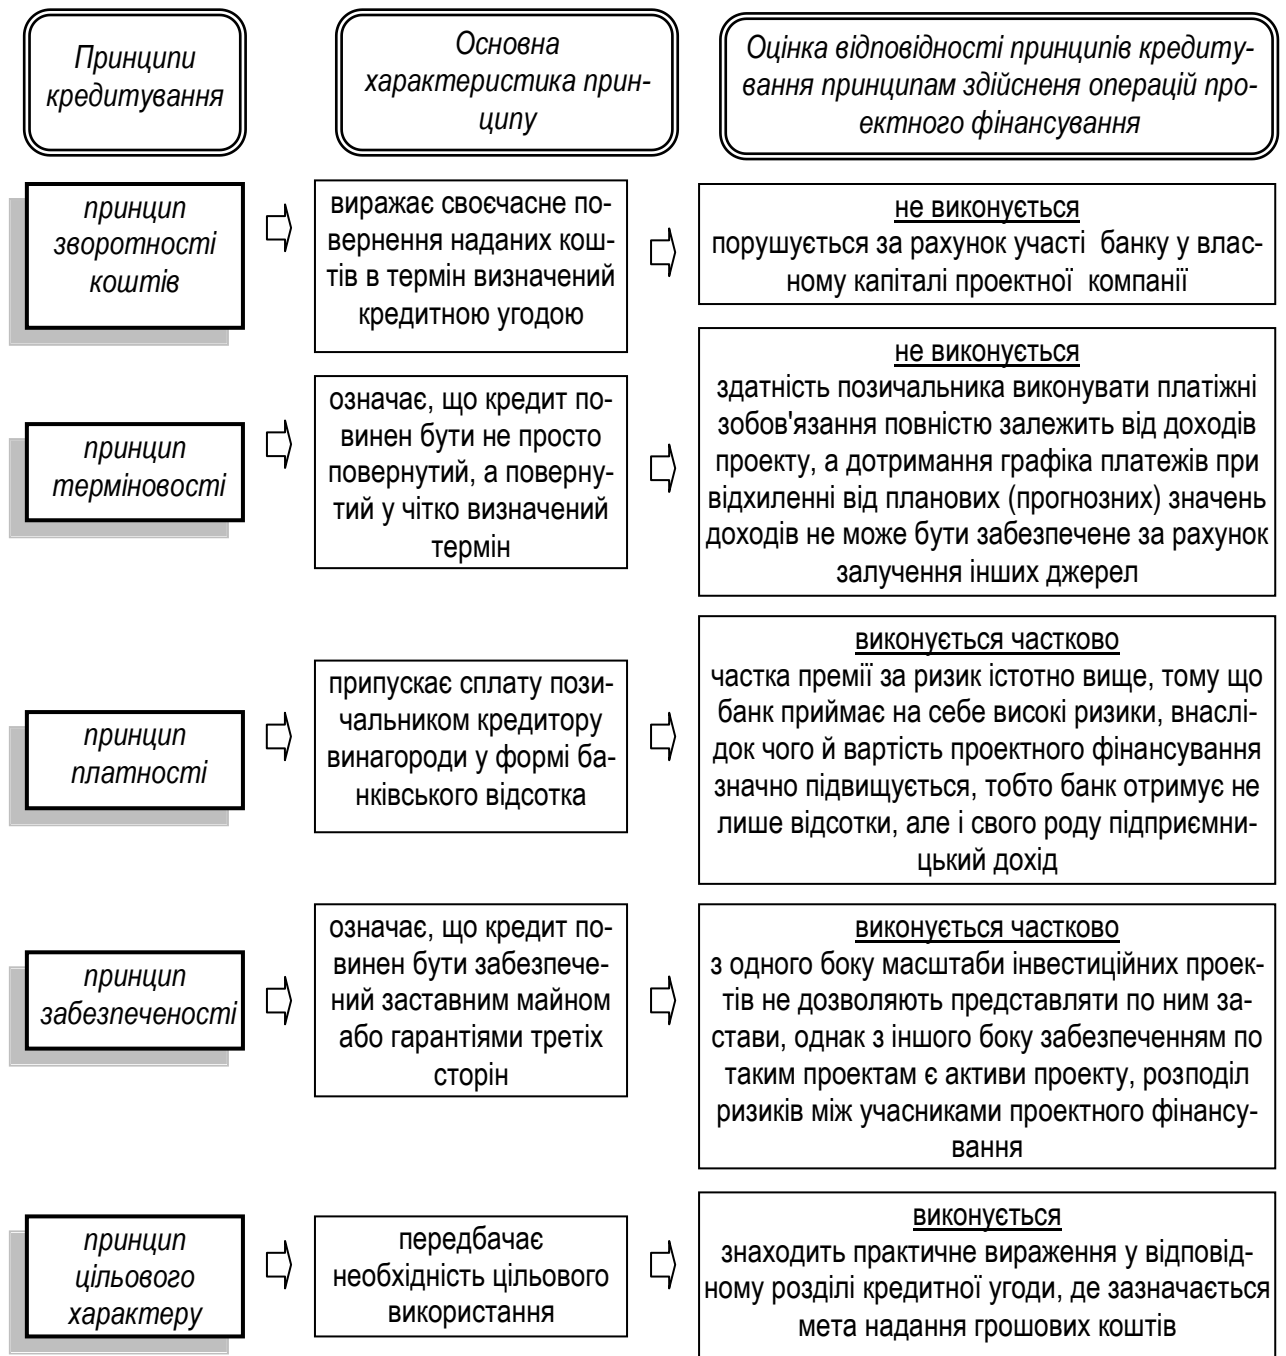 Принципи
кредитування
Основна
характеристика прин-
ципу
Оцінка відповідності принципів кредиту-
вання принципам здійсненя операцій про-
ектного фінансування
принцип
зворотності
коштів
виражає своєчасне по-
вернення наданих кош-
тів в термін визначений
кредитною угодою
не виконується
порушується за рахунок участі банку у влас-
ному капіталі проектної компанії
принцип
терміновості
означає, що кредит по-
винен бути не просто
повернутий, а поверну-
тий у чітко визначений
термін
не виконується
здатність позичальника виконувати платіжні
зобов'язання повністю залежить від доходів
проекту, а дотримання графіка платежів при
відхиленні від планових (прогнозних) значень
доходів не може бути забезпечене за рахунок
залучення інших джерел
принцип
платності
припускає сплату пози-
чальником кредитору
винагороди у формі ба-
нківського відсотка
виконується частково
частка премії за ризик істотно вище, тому що
банк приймає на себе високі ризики, внаслі-
док чого й вартість проектного фінансування
значно підвищується, тобто банк отримує не
лише відсотки, але і свого роду підприємни-
цький дохід
принцип
забезпеченості
означає, що кредит по-
винен бути забезпече-
ний заставним майном
або гарантіями третіх
сторін
виконується частково
з одного боку масштаби інвестиційних проек-
тів не дозволяють представляти по ним за-
стави, однак з іншого боку забезпеченням по
таким проектам є активи проекту, розподіл
ризиків між учасниками проектного фінансу-
вання
принцип
цільового
характеру
передбачає
необхідність цільового
використання
виконується
знаходить практичне вираження у відповід-
ному розділі кредитної угоди, де зазначається
мета надання грошових коштів